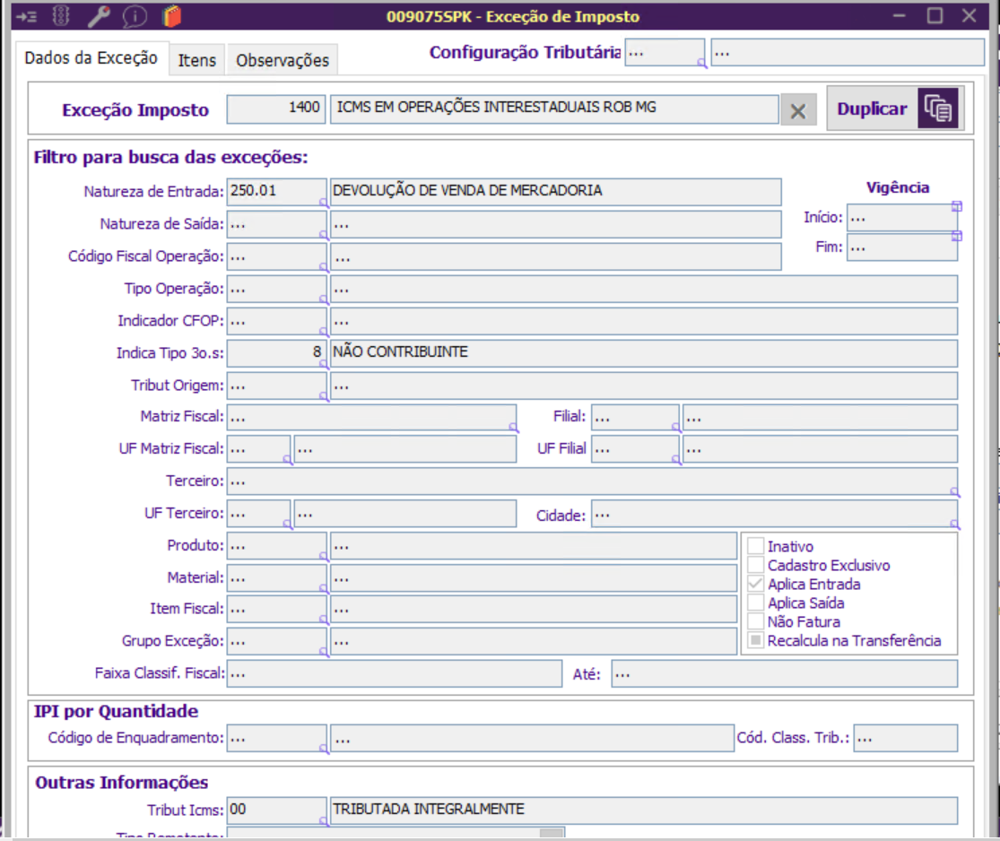 009075SPK - Exceção de Imposto
Dados da Exceção Itens Observações Configuração Tributária ... ...
Exceção Imposto 1400 ICMS EM OPERAÇÕES INTERESTADUAIS ROB MG Duplicar
Filtro para busca das exceções:
Natureza de Entrada: 250.01 DEVOLUÇÃO DE VENDA DE MERCADORIA Vigência
Natureza de Saída: ... ... Início: ...
Código Fiscal Operação: ... ... Fim: ...
Tipo Operação: ... ...
Indicador CFOP: ... ...
Indica Tipo 3o.s: 8 NÃO CONTRIBUINTE
Tribut Origem: ... ...
Matriz Fiscal: ... Filial: ... ...
UF Matriz Fiscal: ... ... UF Filial ... ...
Terceiro: ...
UF Terceiro: ... ... Cidade: ...
Produto: ... ... Inativo
Cadastro Exclusivo
Material: ... ... Aplica Entrada
Item Fiscal: ... ... Aplica Saída
Não Fatura
Grupo Exceção: ... ... Recalcula na Transferência
Faixa Classif. Fiscal: ... Até: ...
IPI por Quantidade
Código de Enquadramento: ... ... Cód. Class. Trib.: ...
Outras Informações
Tribut Icms: 00 TRIBUTADA INTEGRALMENTE
Tipo Remetente: